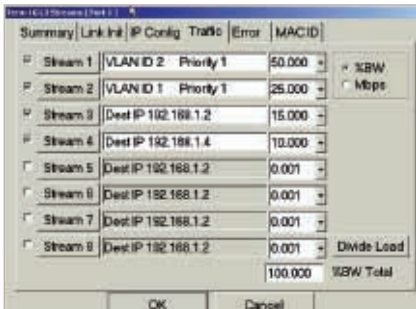 Streams
Summary Link Init IP Config Traffic Error MAC ID
Stream 1 VLAN ID 2 Priority 1 50.000 %BW
Stream 2 VLAN ID 1 Priority 1 25.000 Mbps
Stream 3 Dest IP 192.168.1.2 15.000
Stream 4 Dest IP 192.168.1.4 10.000
Stream 5 Dest IP 192.168.1.2 0.001
Stream 6 Dest IP 192.168.1.2 0.001
Stream 7 Dest IP 192.168.1.2 0.001
Stream 8 Dest IP 192.168.1.2 0.001 Divide Load
100.000 %BW Total
OK Cancel